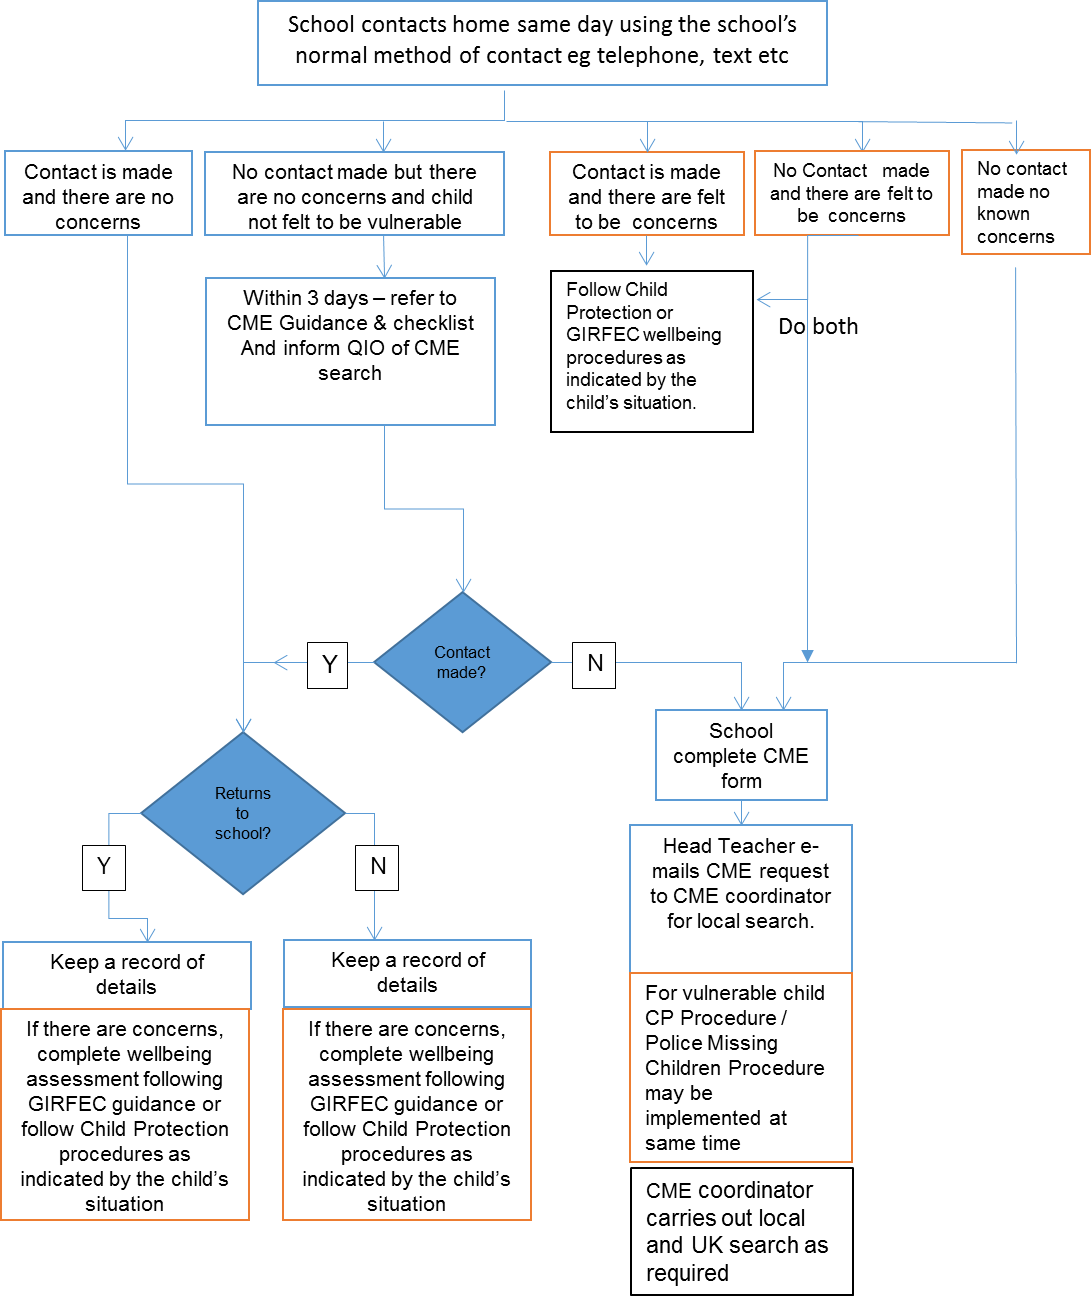 School contacts home same day using the school’s
normal method of contact eg telephone, text etc
Contact is made
and there are no
concerns
No contact made but there
are no concerns and child
not felt to be vulnerable
Contact is made
and there are felt
to be concerns
No Contact made
and there are felt to
be concerns
No contact
made no
known
concerns
Within 3 days – refer to
CME Guidance & checklist
And inform QIO of CME
search
Follow Child
Protection or
GIRFEC wellbeing
procedures as
indicated by the
child’s situation.
Do both
Contact
made?
Y
N
School
complete CME
form
Returns
to
school?
Y
N
Head Teacher e-
mails CME request
to CME coordinator
for local search.
Keep a record of
details
Keep a record of
details
For vulnerable child
CP Procedure /
Police Missing
Children Procedure
may be
implemented at
same time
If there are concerns,
complete wellbeing
assessment following
GIRFEC guidance or
follow Child Protection
procedures as
indicated by the child’s
situation
If there are concerns,
complete wellbeing
assessment following
GIRFEC guidance or
follow Child Protection
procedures as
indicated by the child’s
situation
CME coordinator
carries out local
and UK search as
required